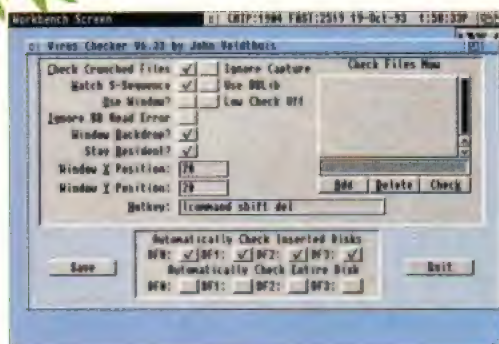 Workbench Screen CHIP:1904 FAST:2519 19-Oct-93 1:58:33P
Virus Checker V6.33 by John Veldthuis
Check Crunched Files Ignore Capture Check Files Now
Watch S-Sequence Use BBLib
Use Window? Low Check Off
Ignore BB Read Error
Window Backdrop?
Stay Resident?
Window X Position: 20
Window Y Position: 20
Add Delete Check
Hotkey: lcommand shift del
Automatically Check Inserted Disks
DF0: DF1: DF2: DF3:
Save Automatically Check Entire Disk Quit
DF0: DF1: DF2: DF3: